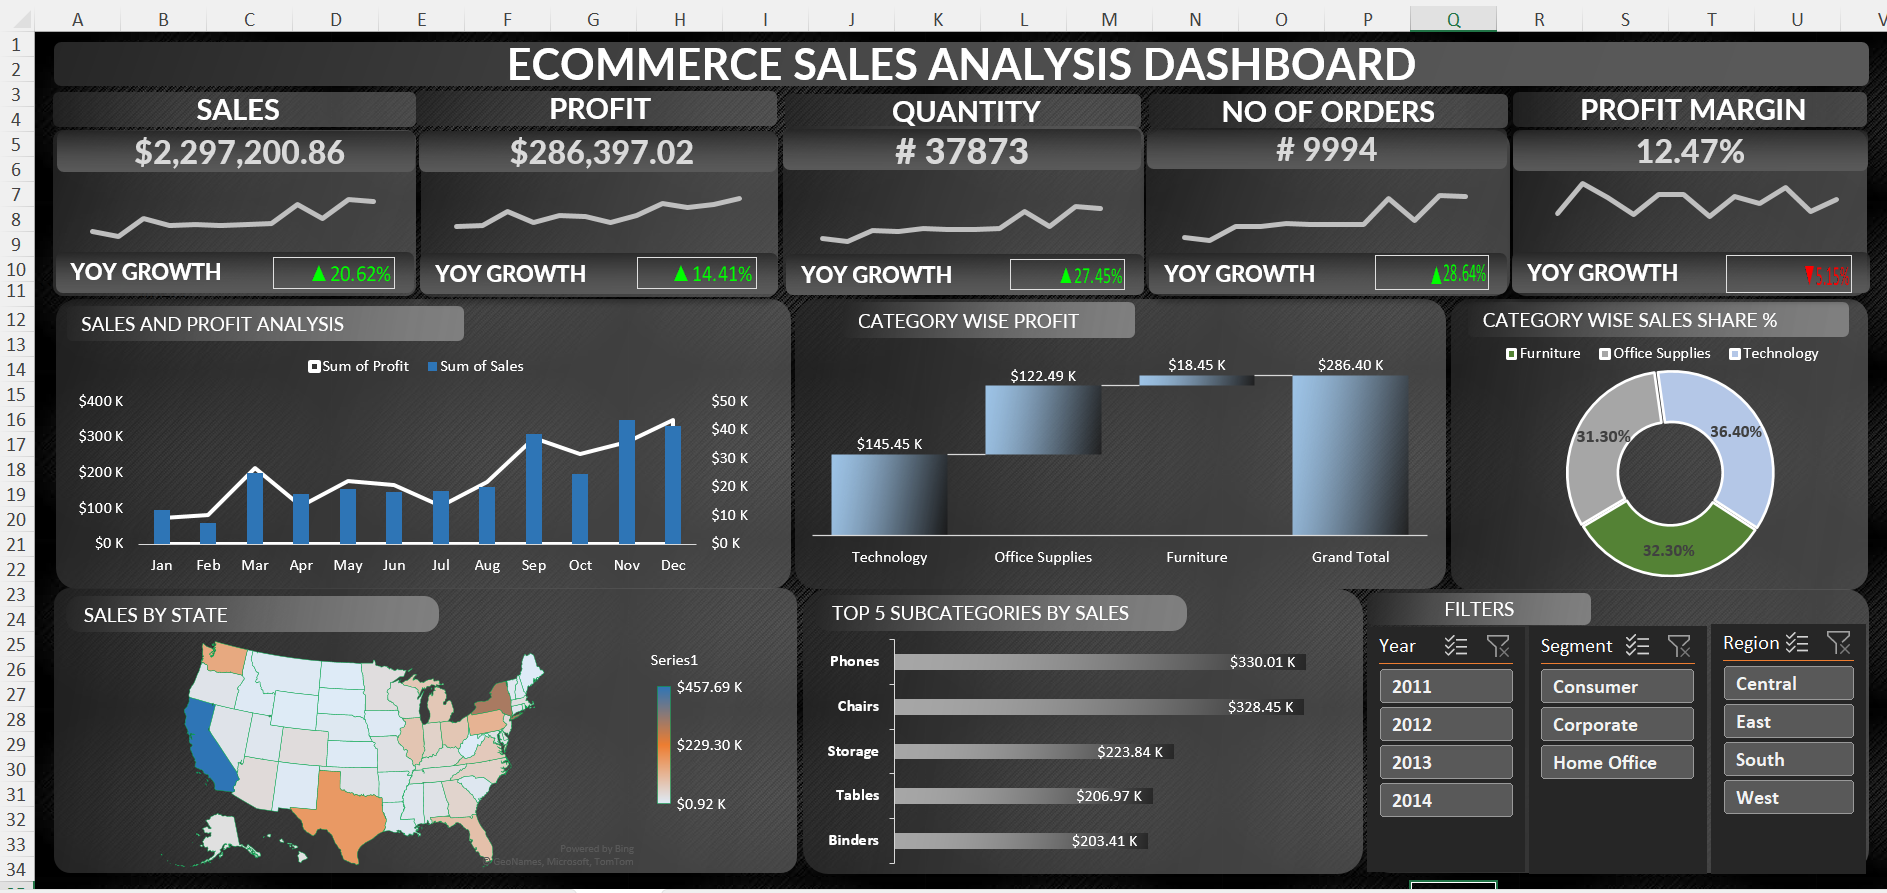 A B C D E F G H I J K L M N O P Q R S T U V
1
2
3
4
5
6
7
8
9
10
11
12
13
14
15
16
17
18
19
20
21
22
23
24
25
26
27
28
29
30
31
32
33
34
ECOMMERCE SALES ANALYSIS DASHBOARD
SALES
$2,297,200.86
YOY GROWTH ▲ 20.62%
PROFIT
$286,397.02
YOY GROWTH ▲ 14.41%
QUANTITY
# 37873
YOY GROWTH ▲ 27.45%
NO OF ORDERS
# 9994
YOY GROWTH ▲ 28.64%
PROFIT MARGIN
12.47%
YOY GROWTH
SALES AND PROFIT ANALYSIS
Sum of Profit Sum of Sales
$400 K
$300 K
$200 K
$100 K
$0 K
$50 K
$40 K
$30 K
$20 K
$10 K
$0 K
Jan Feb Mar Apr May Jun Jul Aug Sep Oct Nov Dec
CATEGORY WISE PROFIT
$145.45 K
$122.49 K
$18.45 K
$286.40 K
Technology Office Supplies Furniture Grand Total
CATEGORY WISE SALES SHARE %
Furniture Office Supplies Technology
31.30%
36.40%
32.30%
SALES BY STATE
Series1
$457.69 K
$229.30 K
$0.92 K
Powered by Bing
© GeoNames, Microsoft, TomTom
TOP 5 SUBCATEGORIES BY SALES
Phones $330.01 K
Chairs $328.45 K
Storage $223.84 K
Tables $206.97 K
Binders $203.41 K
FILTERS
Year
2011
2012
2013
2014
Segment
Consumer
Corporate
Home Office
Region
Central
East
South
West